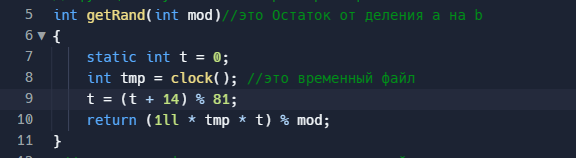 5 int getRand(int mod)//это Остаток от деления a на b
6 {
7 static int t = 0;
8 int tmp = clock(); //это временный файл
9 t = (t + 14) % 81;
10 return (1ll * tmp * t) % mod;
11 }